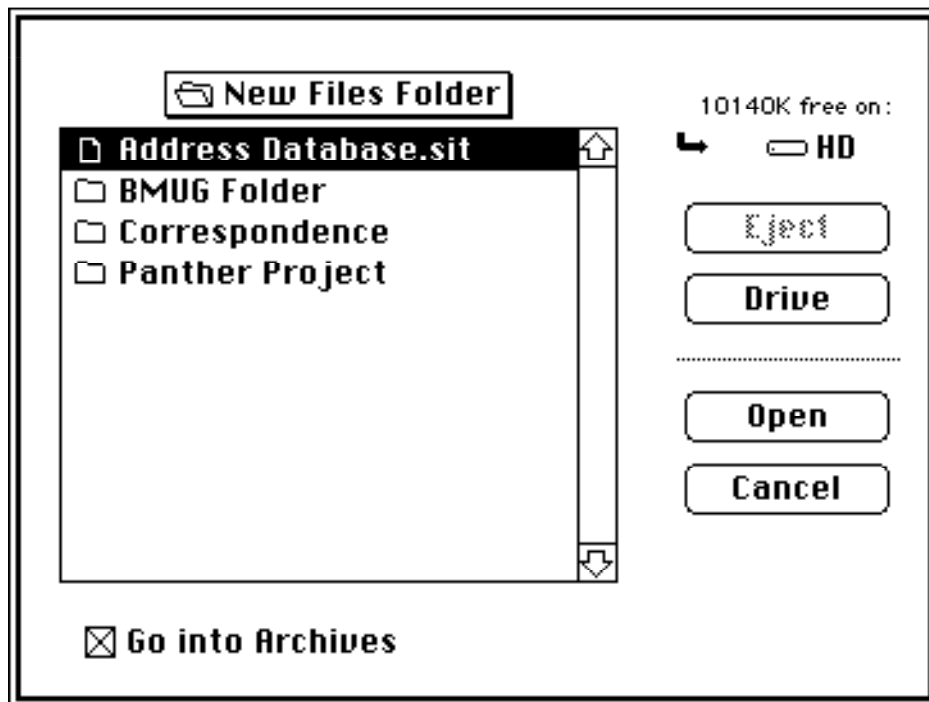 New Files Folder
10140K free on:
HD
Address Database.sit
BMUG Folder
Correspondence
Panther Project
Eject
Drive
Open
Cancel
Go into Archives